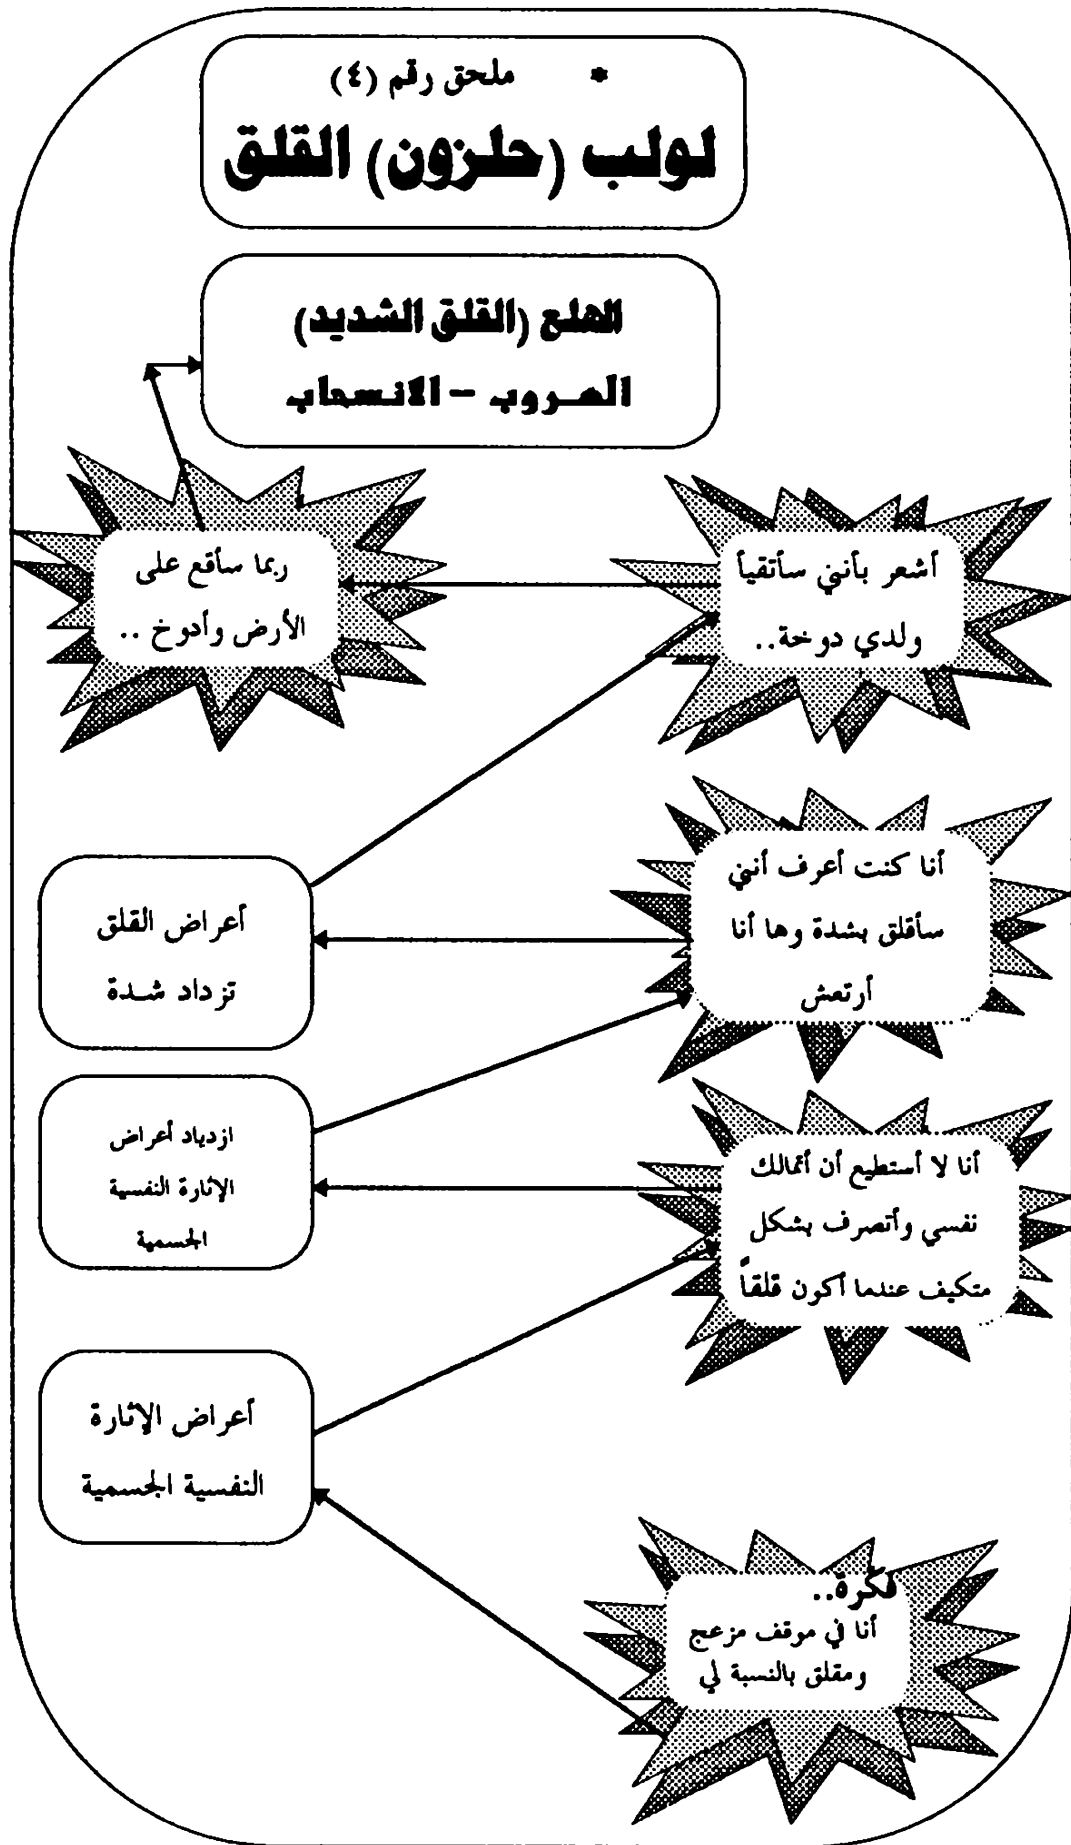 * ملحق رقم (٤)
لولب (حلزون) القلق
الهلع (القلق الشديد)
الهروب – الانسحاب
أشعر بأنني سأتقيأ
ولدي دوخة..
ربما سأقع على
الأرض وأدوخ ..
أنا كنت أعرف أنني
سأقلق بشدة وها أنا
أرتعش
أعراض القلق
تزداد شدة
أنا لا أستطيع أن أتمالك
نفسي وأتصرف بشكل
متكيف عندما أكون قلقاً
ازدياد أعراض
الإثارة النفسية
الجسمية
أعراض الإثارة
النفسية الجسمية
فكرة..
أنا في موقف مزعج
ومقلق بالنسبة لي